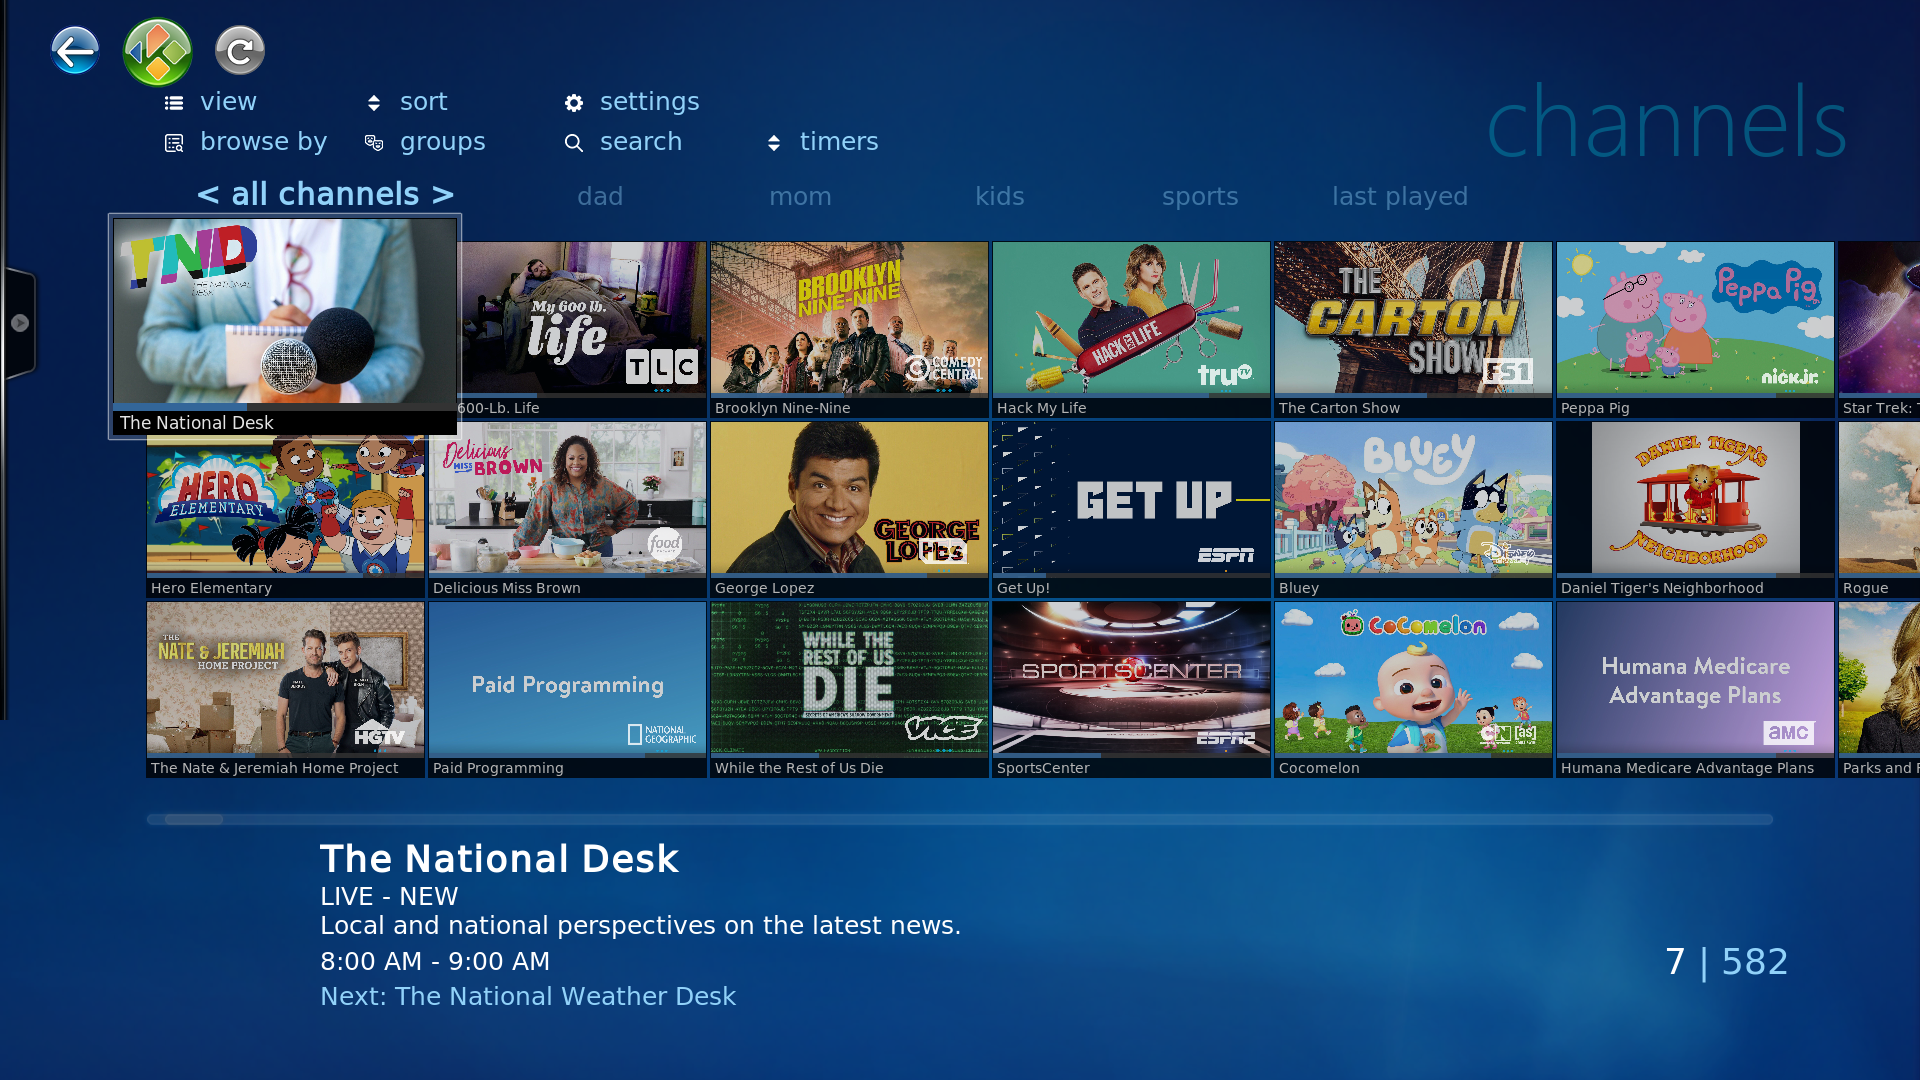 view
sort
settings
browse by
groups
search
timers
channels
< all channels >
dad
mom
kids
sports
last played
TND
THE NATIONAL
DESK
The National Desk
My 600 lb.
life
TLC
600-Lb. Life
BROOKLYN
NINE-NINE
COMEDY
CENTRAL
Brooklyn Nine-Nine
HACK MY LIFE
truTV
Hack My Life
THE
CARTON
SHOW
FS1
The Carton Show
Peppa Pig
nick jr.
Peppa Pig
Star Trek:
HERO
ELEMENTARY
Hero Elementary
Delicious
MISS BROWN
food
Delicious Miss Brown
GEORGE
LOPEZ
George Lopez
GET UP
ESPN
Get Up!
BLUEY
Disney
Bluey
DANIEL TIGER'S
NEIGHBORHOOD
Daniel Tiger's Neighborhood
Rogue
THE
NATE & JEREMIAH
HOME PROJECT
HGTV
The Nate & Jeremiah Home Project
Paid Programming
NATIONAL
GEOGRAPHIC
Paid Programming
WHILE THE
REST OF US
DIE
VICE
While the Rest of Us Die
SPORTSCENTER
ESPN2
SportsCenter
CoComelon
CN [as]
Cocomelon
Humana Medicare
Advantage Plans
AMC
Humana Medicare Advantage Plans
Parks and
The National Desk
LIVE - NEW
Local and national perspectives on the latest news.
8:00 AM - 9:00 AM
7 | 582
Next: The National Weather Desk